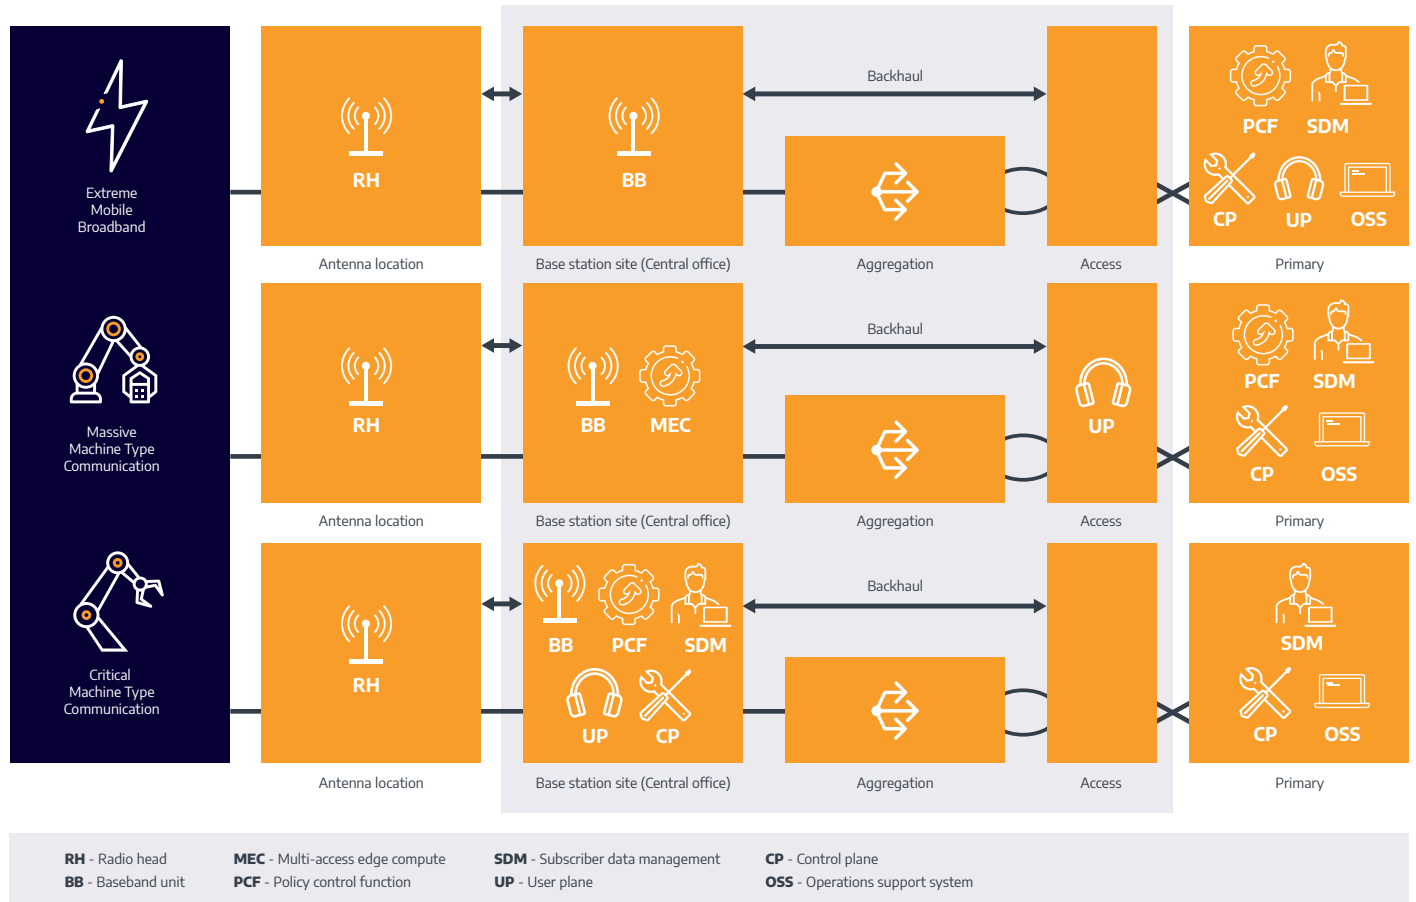 Extreme
Mobile
Broadband
RH
BB
Backhaul
PCF SDM
CP UP OSS
Antenna location
Base station site (Central office)
Aggregation
Access
Primary
Massive
Machine Type
Communication
RH
BB MEC
Backhaul
UP
PCF SDM
CP OSS
Antenna location
Base station site (Central office)
Aggregation
Access
Primary
Critical
Machine Type
Communication
RH
BB PCF SDM
UP CP
Backhaul
SDM
CP OSS
Antenna location
Base station site (Central office)
Aggregation
Access
Primary
RH - Radio head
BB - Baseband unit
MEC - Multi-access edge compute
PCF - Policy control function
SDM - Subscriber data management
UP - User plane
CP - Control plane
OSS - Operations support system